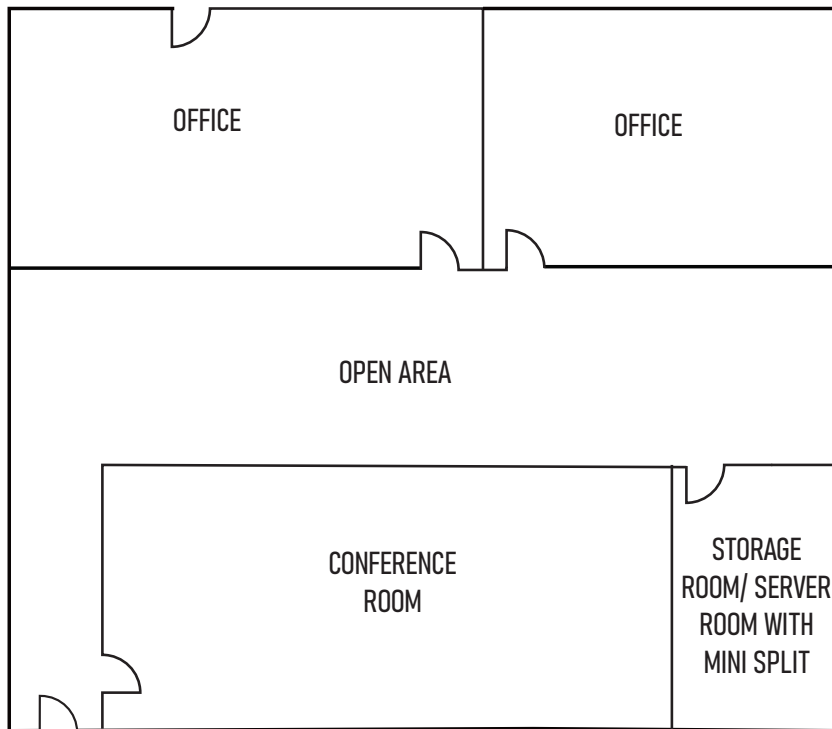 OFFICE
OFFICE
OPEN AREA
CONFERENCE
ROOM
STORAGE
ROOM/ SERVER
ROOM WITH
MINI SPLIT